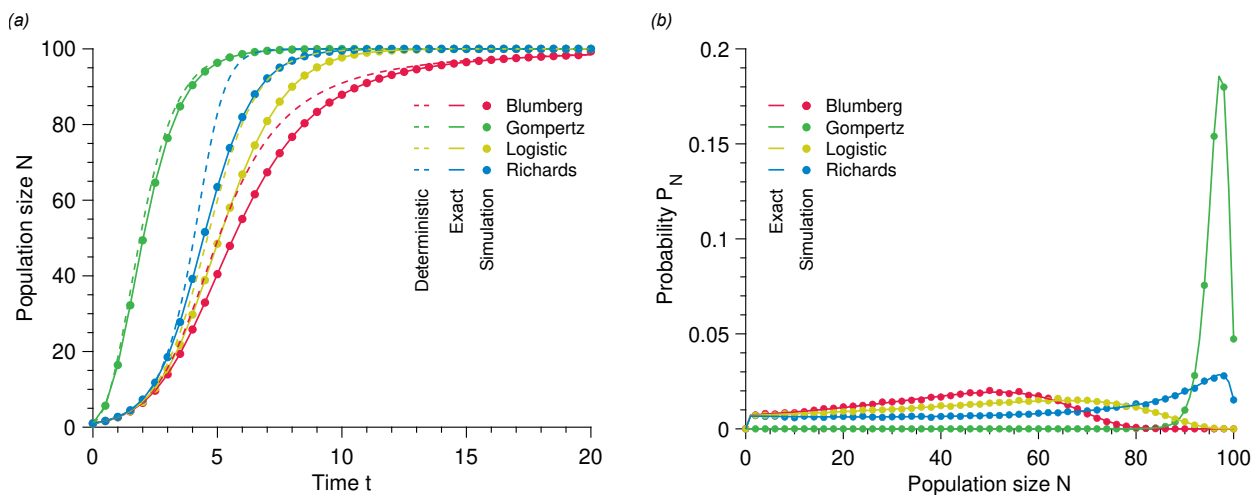 (a)
100
80
60
40
20
0
Population size N
0 5 10 15 20
Time t
Blumberg
Gompertz
Logistic
Richards
Deterministic
Exact
Simulation
(b)
0.2
0.15
0.1
0.05
0
Probability P_N
0 20 40 60 80 100
Population size N
Blumberg
Gompertz
Logistic
Richards
Exact
Simulation